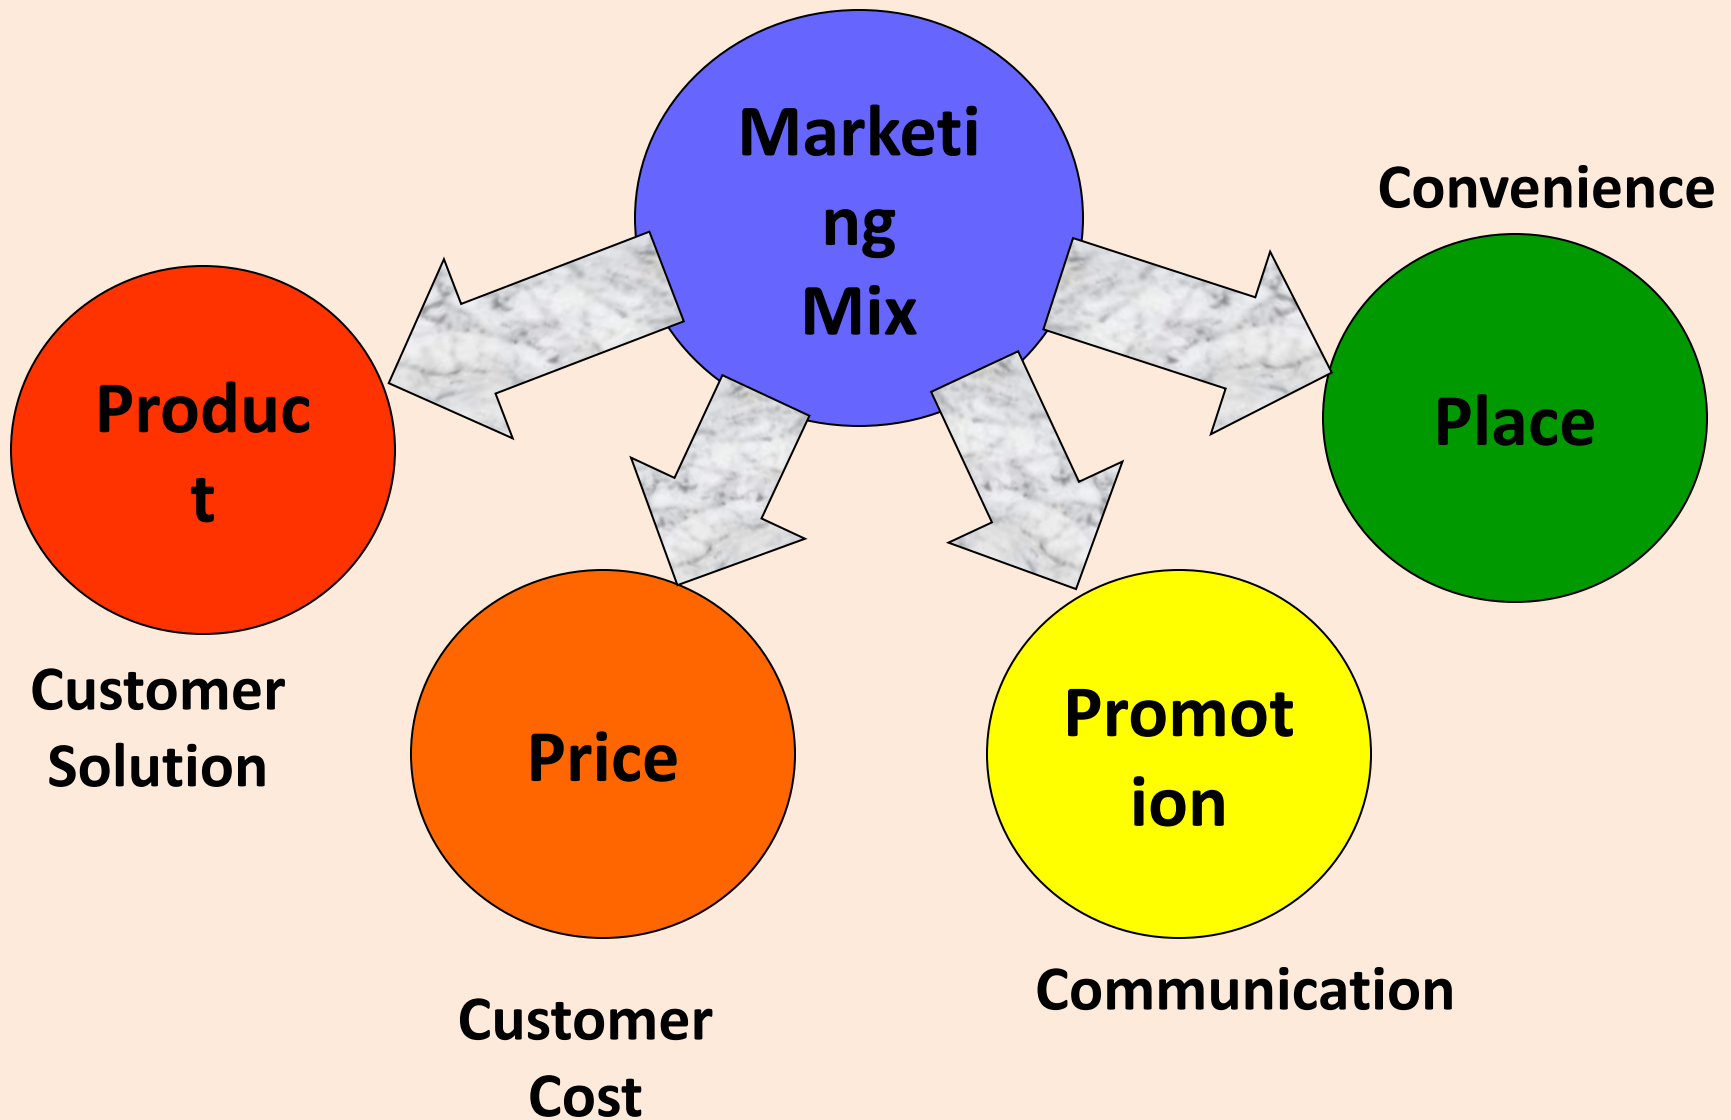 Marketi
ng
Mix
Convenience
Produc
t
Place
Customer
Solution
Price
Promot
ion
Customer
Cost
Communication